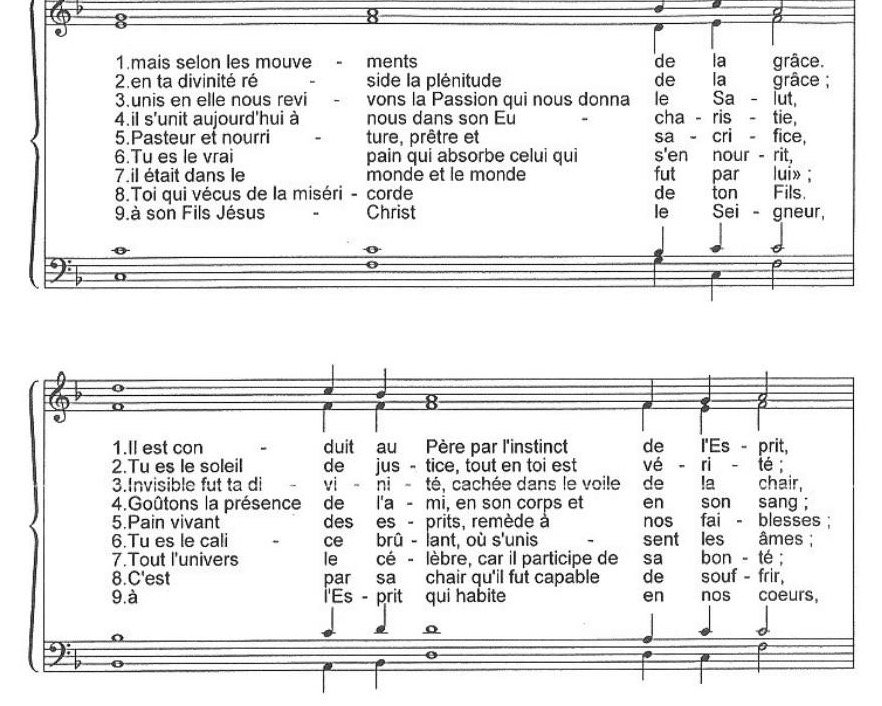 1.mais selon les mouve - ments de la grâce.
2.en ta divinité ré - side la plénitude de la grâce ;
3.unis en elle nous revi - vons la Passion qui nous donna le Sa - lut,
4.il s'unit aujourd'hui à nous dans son Eu - cha - ris - tie,
5.Pasteur et nourri - ture, prêtre et sa - cri - fice,
6.Tu es le vrai pain qui absorbe celui qui s'en nour - rit,
7.il était dans le monde et le monde fut par lui» ;
8.Toi qui vécus de la miséri - corde de ton Fils.
9.à son Fils Jésus - Christ le Sei - gneur,
1.Il est con - duit au Père par l'instinct de l'Es - prit,
2.Tu es le soleil de jus - tice, tout en toi est vé - ri - té ;
3.Invisible fut ta di - vi - ni - té, cachée dans le voile de la chair,
4.Goûtons la présence de l'a - mi, en son corps et en son sang ;
5.Pain vivant des es - prits, remède à nos fai - blesses ;
6.Tu es le cali - ce brû - lant, où s'unis - sent les âmes ;
7.Tout l'univers le cé - lèbre, car il participe de sa bon - té ;
8.C'est par sa chair qu'il fut capable de souf - frir,
9.à l'Es - prit qui habite en nos coeurs,